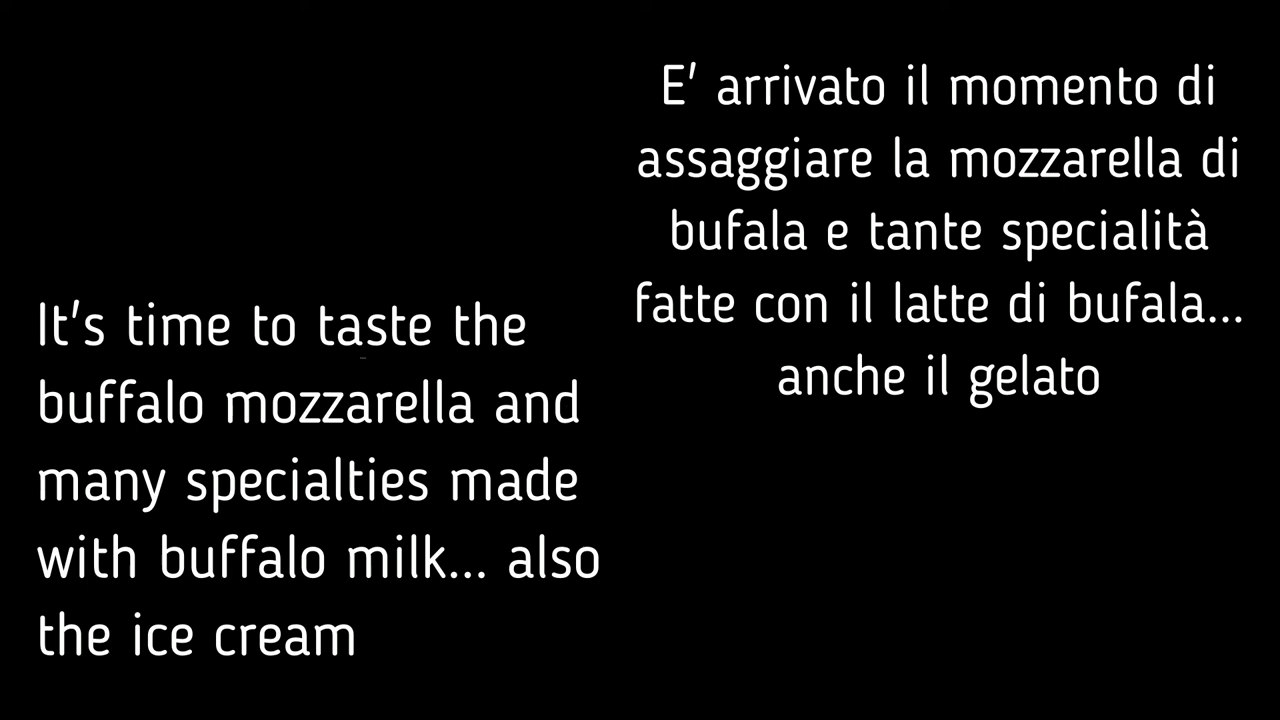 E' arrivato il momento di
assaggiare la mozzarella di
bufala e tante specialità
fatte con il latte di bufala...
anche il gelato
It's time to taste the
buffalo mozzarella and
many specialties made
with buffalo milk... also
the ice cream